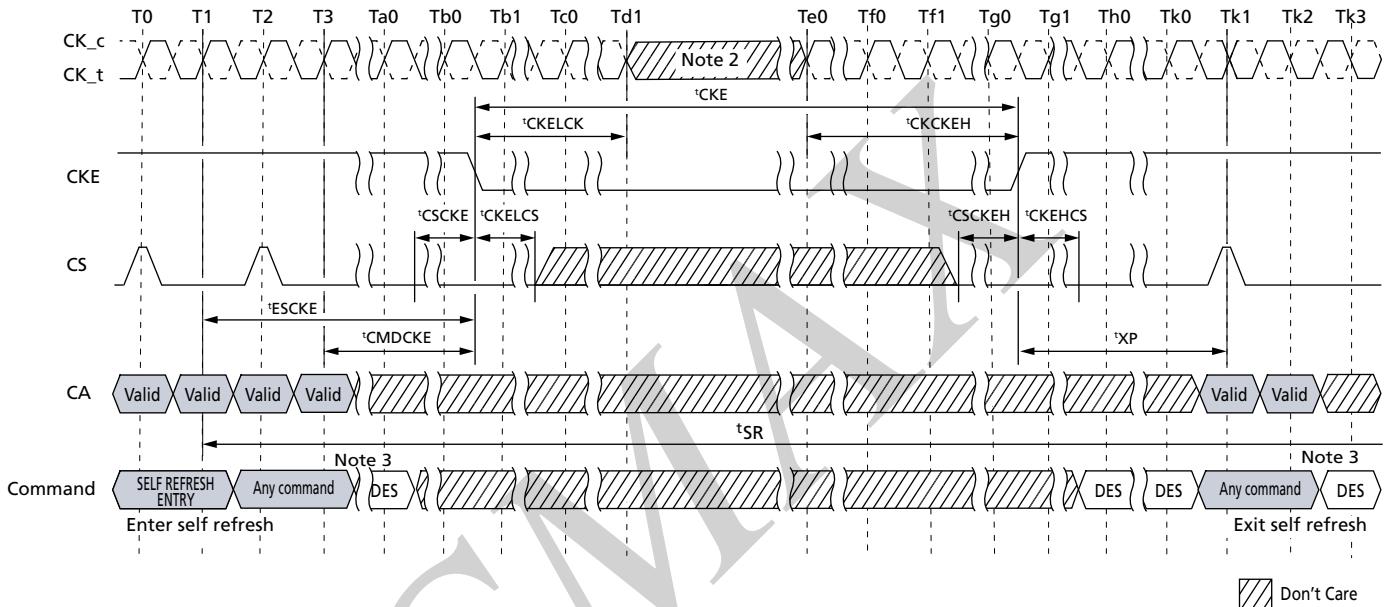 T0 T1 T2 T3 Ta0 Tb0 Tb1 Tc0 Td1 Te0 Tf0 Tf1 Tg0 Tg1 Th0 Tk0 Tk1 Tk2 Tk3
CK_c
CK_t
Note 2
tCKE
tCKELCK tCKCKEH
CKE
tCSCKE tCKELCS tCSCKEH tCKEHCS
CS
tESCKE
tCMDCKE tXP
CA Valid Valid Valid Valid Valid Valid
tSR
Note 3 Note 3
Command SELF REFRESH ENTRY Any command DES DES DES Any command DES
Enter self refresh Exit self refresh
Don't Care